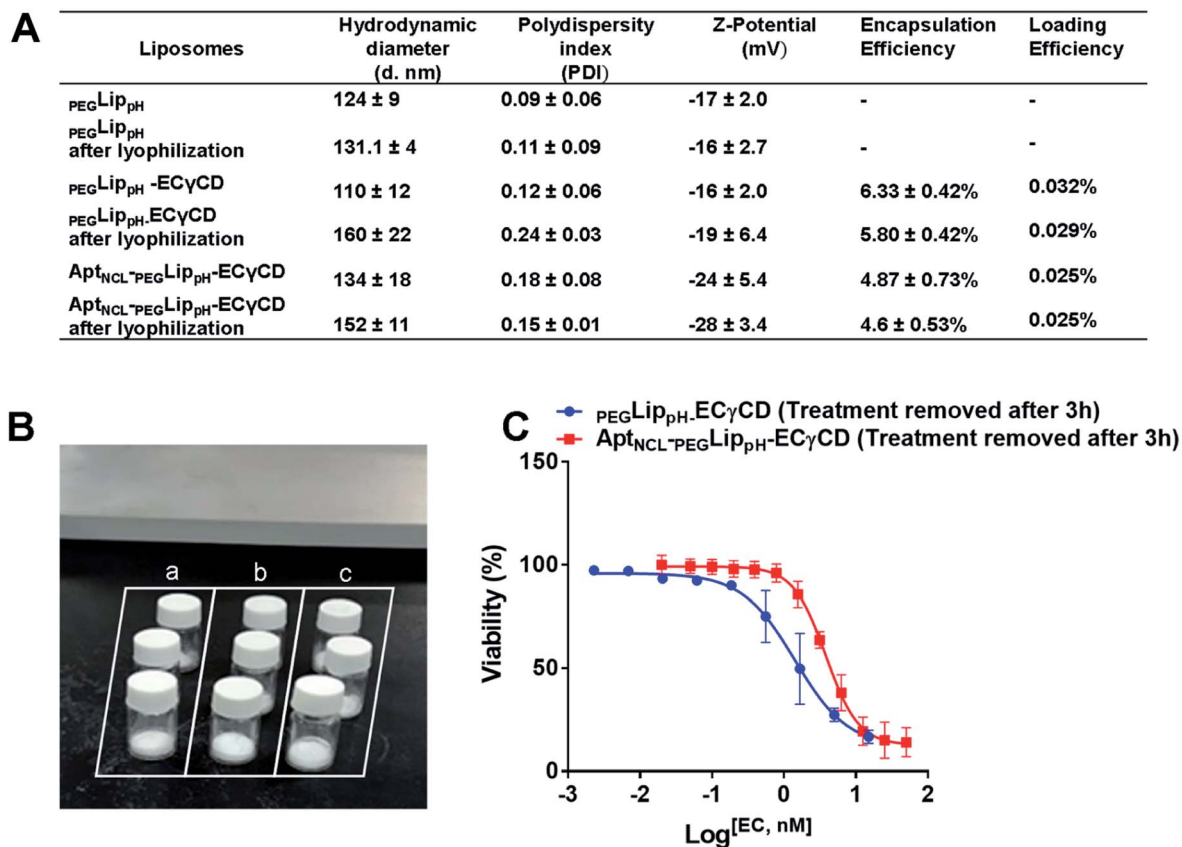 A
Liposomes Hydrodynamic diameter (d. nm) Polydispersity index (PDI) Z-Potential (mV) Encapsulation Efficiency Loading Efficiency
PEGLippH 124 ± 9 0.09 ± 0.06 -17 ± 2.0 - -
PEGLippH after lyophilization 131.1 ± 4 0.11 ± 0.09 -16 ± 2.7 - -
PEGLippH -ECγCD 110 ± 12 0.12 ± 0.06 -16 ± 2.0 6.33 ± 0.42% 0.032%
PEGLippH-ECγCD after lyophilization 160 ± 22 0.24 ± 0.03 -19 ± 6.4 5.80 ± 0.42% 0.029%
AptNCL-PEGLippH-ECγCD 134 ± 18 0.18 ± 0.08 -24 ± 5.4 4.87 ± 0.73% 0.025%
AptNCL-PEGLippH-ECγCD after lyophilization 152 ± 11 0.15 ± 0.01 -28 ± 3.4 4.6 ± 0.53% 0.025%
B
a b c
C
PEGLippH-ECγCD (Treatment removed after 3h)
AptNCL-PEGLippH-ECγCD (Treatment removed after 3h)
Viability (%)
150
100
50
0
-3 -2 -1 0 1 2
Log[EC, nM]